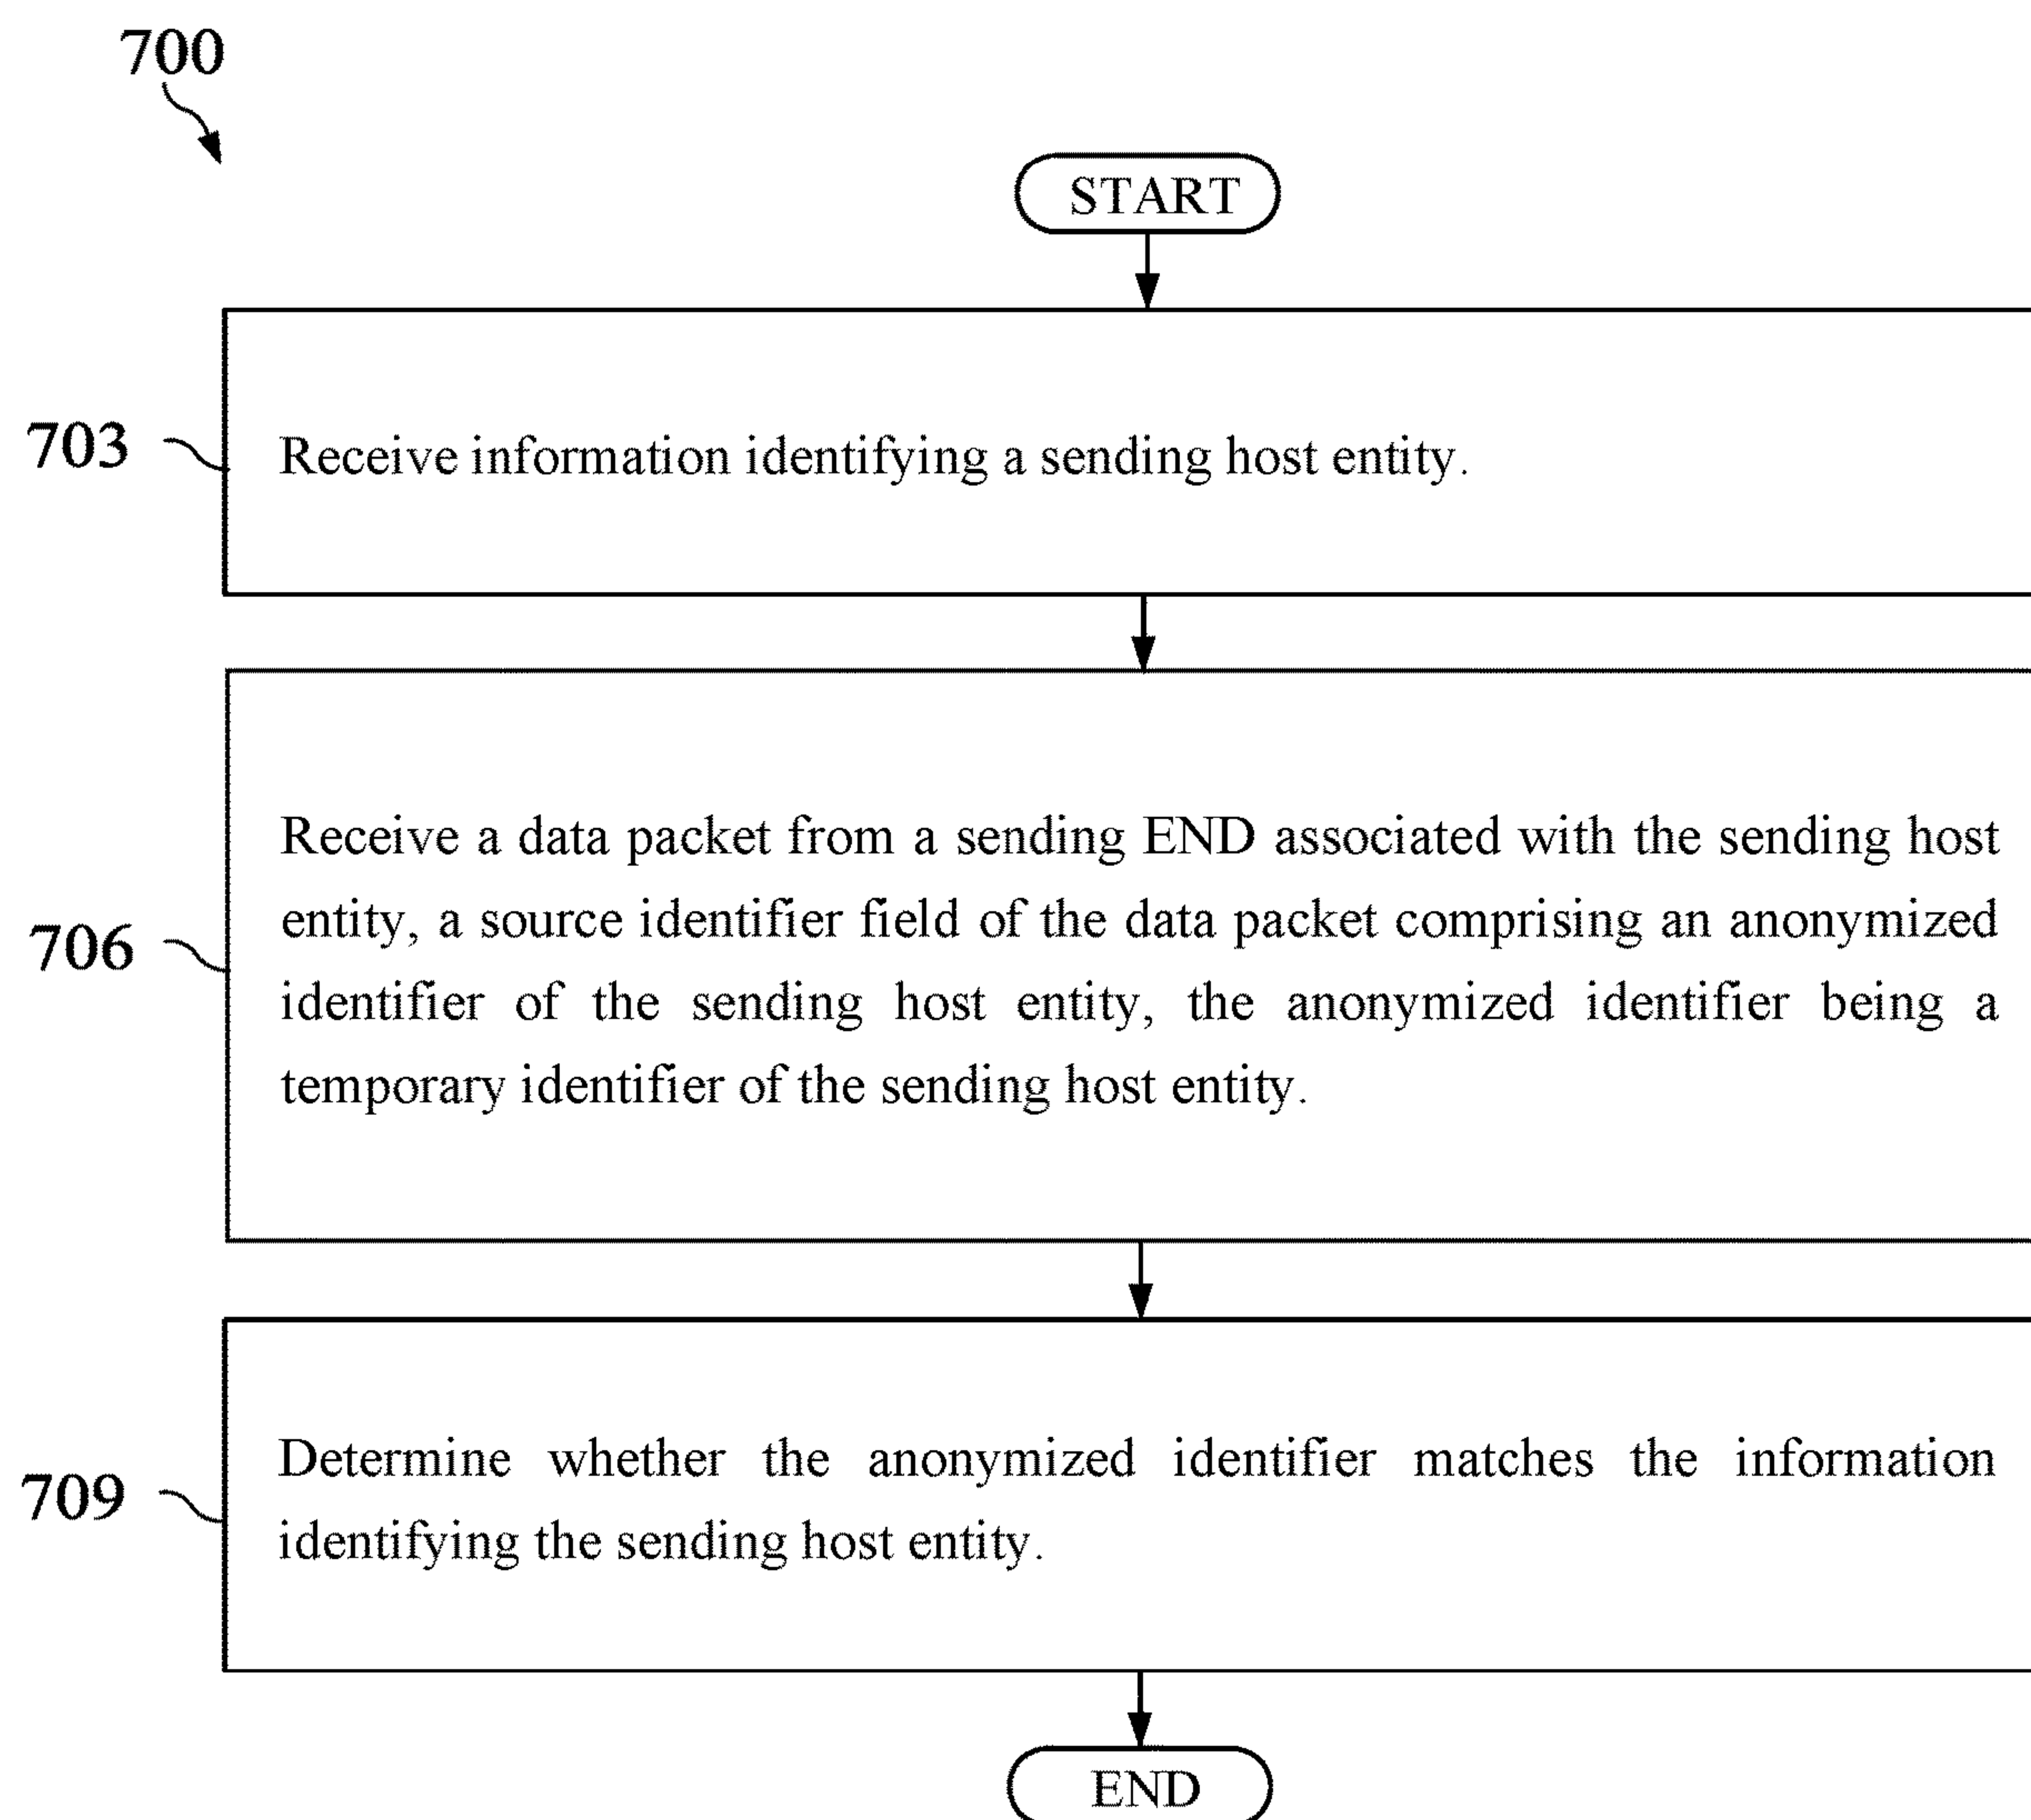 700
START
703
Receive information identifying a sending host entity.
706
Receive a data packet from a sending END associated with the sending host
entity, a source identifier field of the data packet comprising an anonymized
identifier of the sending host entity, the anonymized identifier being a
temporary identifier of the sending host entity.
709
Determine whether the anonymized identifier matches the information
identifying the sending host entity.
END